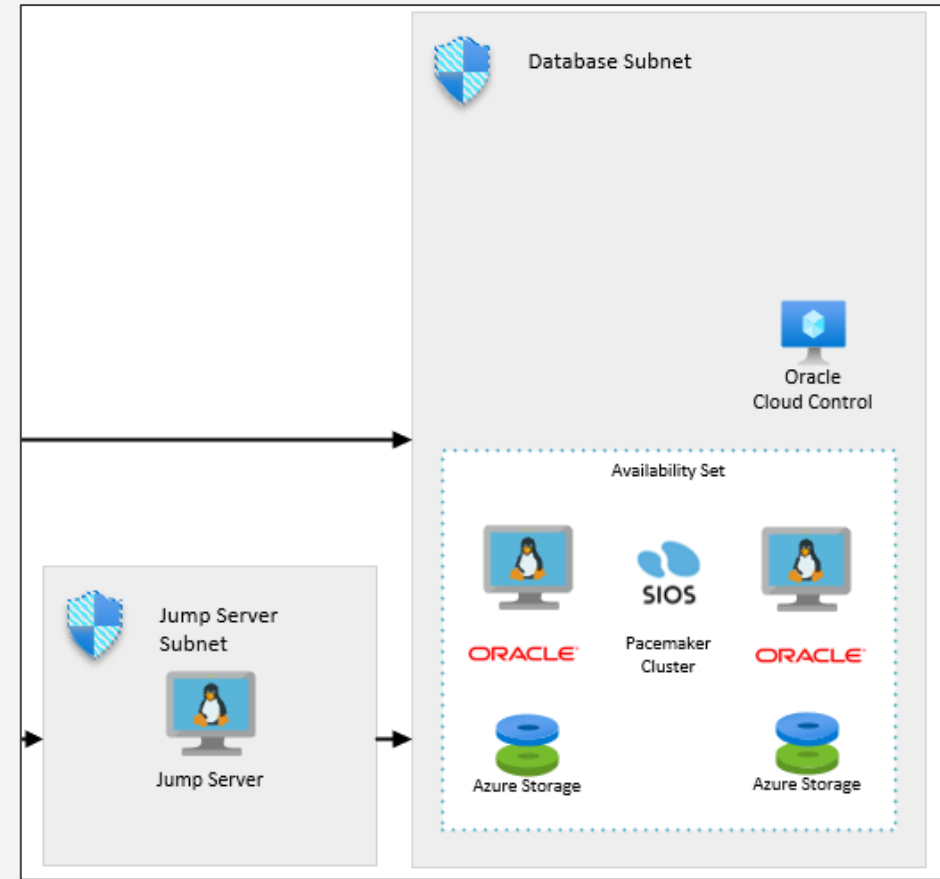 Database Subnet
Oracle
Cloud Control
Availability Set
SIOS
Pacemaker
Cluster
ORACLE
ORACLE
Azure Storage
Azure Storage
Jump Server
Subnet
Jump Server